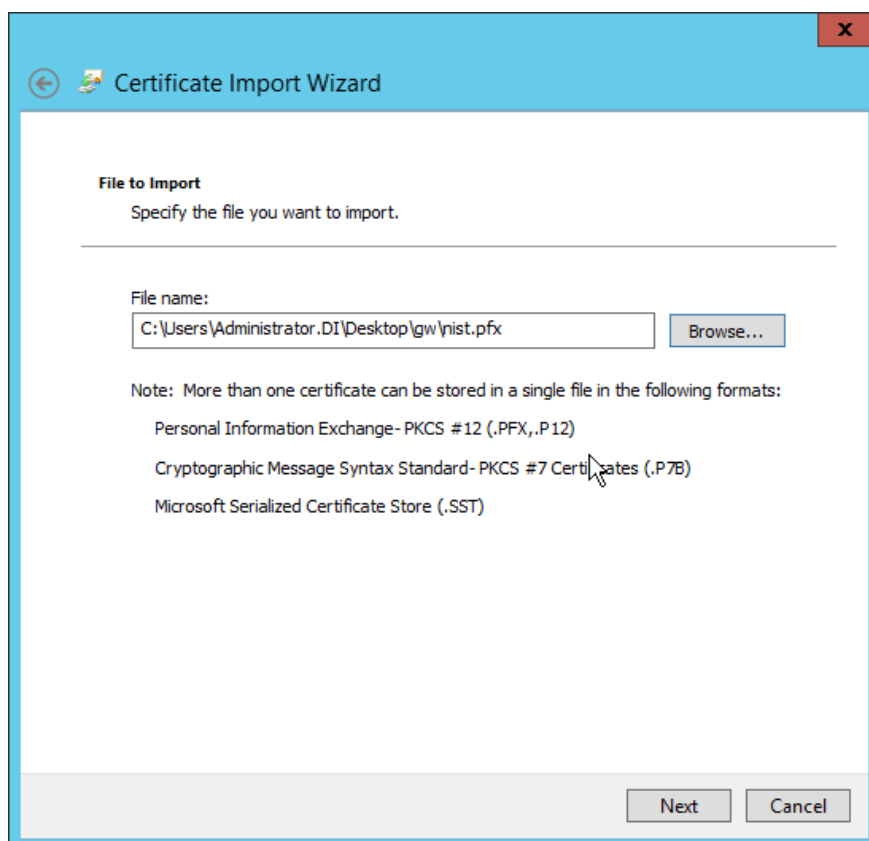 x
Certificate Import Wizard
File to Import
Specify the file you want to import.
File name:
C:\Users\Administrator.DI\Desktop\gw\nist.pfx
Browse...
Note: More than one certificate can be stored in a single file in the following formats:
Personal Information Exchange- PKCS #12 (.PFX,.P12)
Cryptographic Message Syntax Standard- PKCS #7 Certificates (.P7B)
Microsoft Serialized Certificate Store (.SST)
Next Cancel